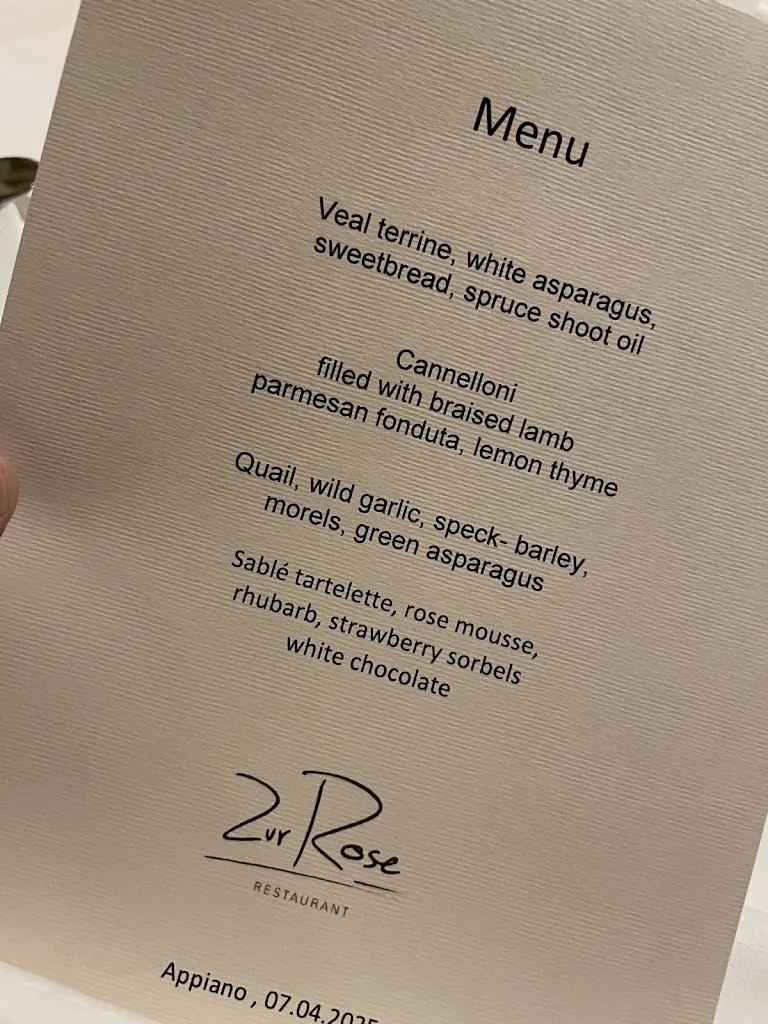 Menu
Veal terrine, white asparagus,
sweetbread, spruce shoot oil
Cannelloni
filled with braised lamb
parmesan fonduta, lemon thyme
Quail, wild garlic, speck- barley,
morels, green asparagus
Sablé tartelette, rose mousse,
rhubarb, strawberry sorbels
white chocolate
Zur Rose
RESTAURANT
Appiano , 07.04.2025